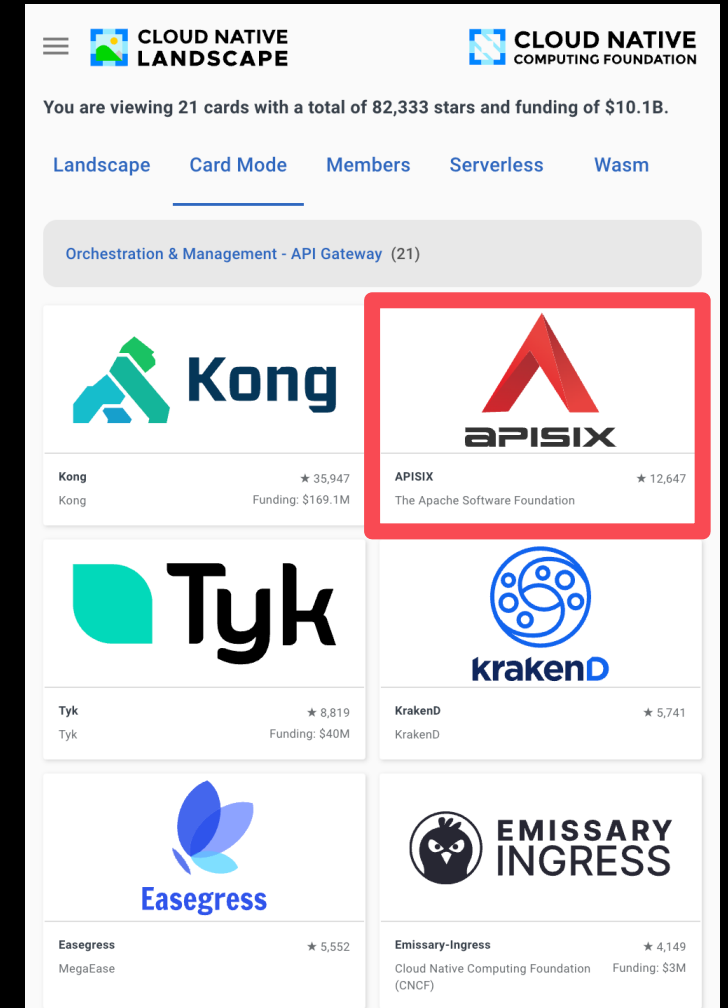 CLOUD NATIVE
LANDSCAPE
CLOUD NATIVE
COMPUTING FOUNDATION
You are viewing 21 cards with a total of 82,333 stars and funding of $10.1B.
Landscape Card Mode Members Serverless Wasm
Orchestration & Management - API Gateway (21)
Kong
Kong ★ 35,947
Kong Funding: $169.1M
APISIX
APISIX ★ 12,647
The Apache Software Foundation
Tyk
Tyk ★ 8,819
Tyk Funding: $40M
krakenD
KrakenD ★ 5,741
KrakenD
Easegress
Easegress ★ 5,552
MegaEase
EMISSARY
INGRESS
Emissary-Ingress ★ 4,149
Cloud Native Computing Foundation Funding: $3M
(CNCF)